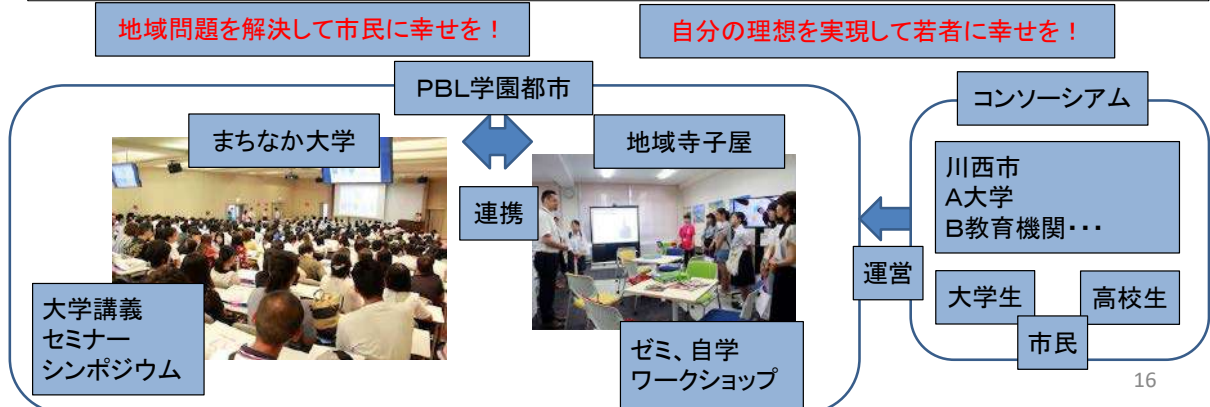 地域問題を解決して市民に幸せを！
自分の理想を実現して若者に幸せを！
ＰＢＬ学園都市
まちなか大学
地域寺子屋
連携
大学講義
セミナー
シンポジウム
ゼミ、自学
ワークショップ
運営
コンソーシアム
川西市
Ａ大学
Ｂ教育機関・・・
大学生
高校生
市民
16